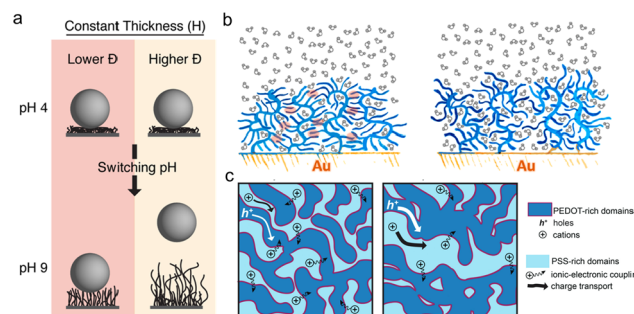 a
Constant Thickness (H)
Lower Đ
Higher Đ
pH 4
Switching pH
pH 9
b
Au
Au
c
h+
h+
PEDOT-rich domains
h+ holes
cations
PSS-rich domains
ionic-electronic coupling
charge transport